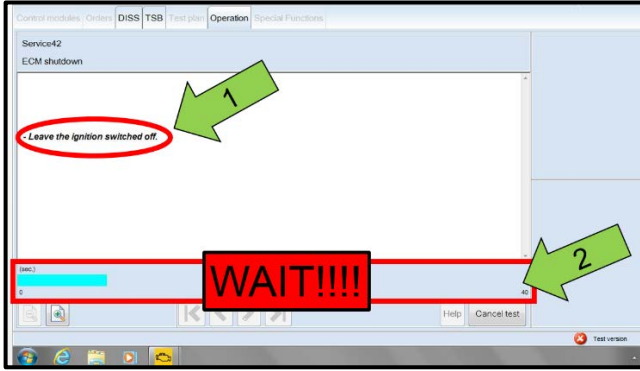 Control modules Orders DISS TSB Test plan Operation Special Functions
Service42
ECM shutdown
1
- Leave the ignition switched off.
2
(sec.)
WAIT!!!!
0 40
Help Cancel test
Test version